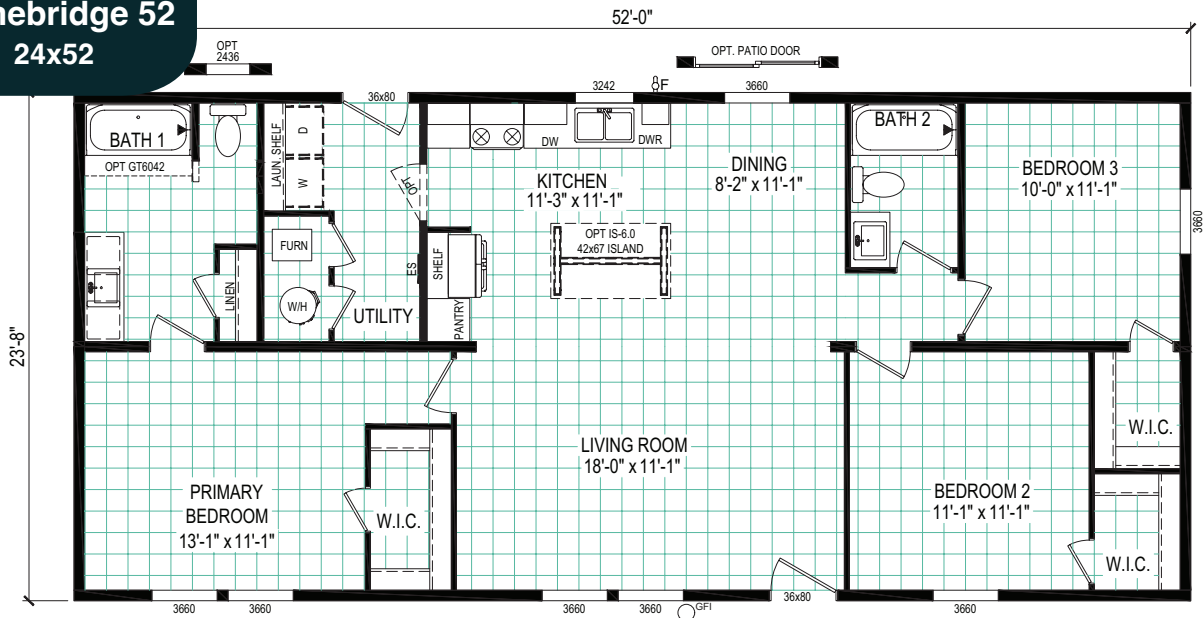 nebridge 52
24x52
52'-0"
OPT
2436
OPT. PATIO DOOR
36x80
3242
F
3660
BATH 1
OPT GT6042
LAUN. SHELF
D
W
OPT
DW
DWR
KITCHEN
11'-3" x 11'-1"
DINING
8'-2" x 11'-1"
BATH 2
BEDROOM 3
10'-0" x 11'-1"
3660
OPT IS-6.0
42x67 ISLAND
FURN
W/H
LINEN
ES
SHELF
PANTRY
UTILITY
23'-8"
LIVING ROOM
18'-0" x 11'-1"
PRIMARY
BEDROOM
13'-1" x 11'-1"
W.I.C.
BEDROOM 2
11'-1" x 11'-1"
W.I.C.
W.I.C.
3660
3660
3660
3660
GFI
36x80
3660